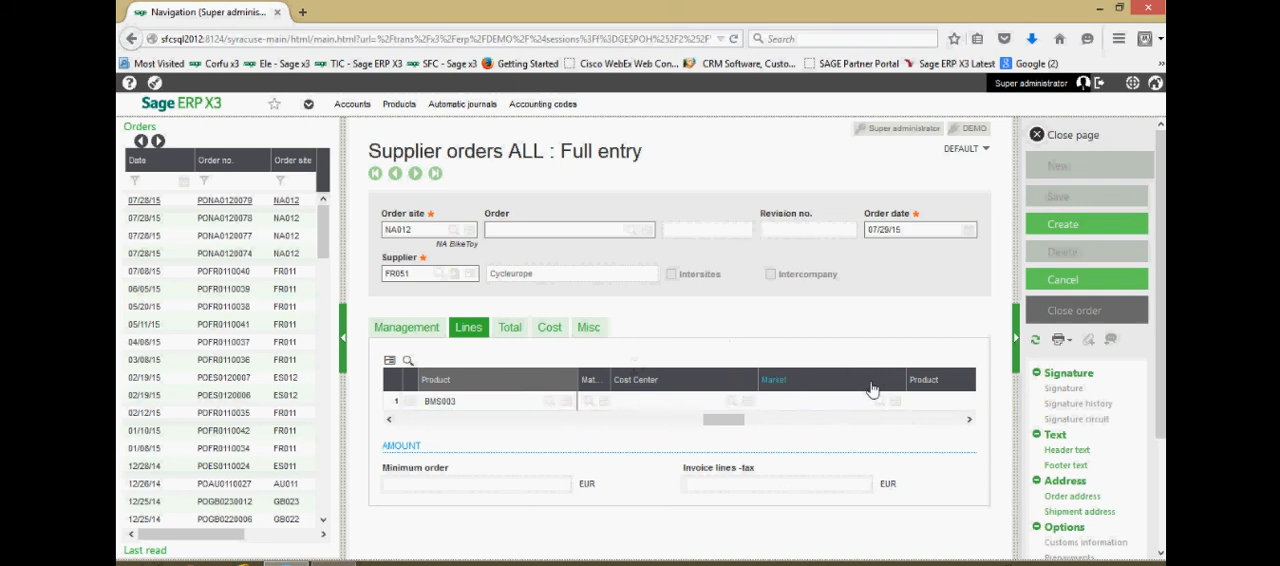 Navigation (Super adminis...
sfcsql2012:8124/syracuse-main/html/main.html?url=%2Ftrans%2Fx3%2Ferp%2FDEMO%2F%24sessions%3Ff%3DGESPOH%252F2%252F%
Search
Most Visited Corfu x3 Ele - Sage x3 TIC - Sage ERP X3 SFC - Sage x3 Getting Started Cisco WebEx Web Con... CRM Software, Custo... SAGE Partner Portal Sage ERP X3 Latest Google (2)
Super administrator
Sage ERP X3 Accounts Products Automatic journals Accounting codes
Orders
Date Order no. Order site
07/28/15 PONA0120079 NA012
07/28/15 PONA0120078 NA012
07/28/15 PONA0120077 NA012
07/28/15 PONA0120074 NA012
07/08/15 POFR0110040 FR011
06/05/15 POFR0110039 FR011
05/20/15 POFR0110038 FR011
05/11/15 POFR0110041 FR011
04/08/15 POFR0110037 FR011
03/08/15 POFR0110036 FR011
02/19/15 POES0120007 ES012
02/19/15 POES0120006 ES012
02/12/15 POFR0110035 FR011
01/10/15 POFR0110042 FR011
01/08/15 POFR0110034 FR011
12/28/14 POES0110024 ES011
12/26/14 POAU0110027 AU011
12/25/14 POGB0230012 GB023
12/25/14 POGB0220006 GB022
Last read
Super administrator DEMO
Supplier orders ALL : Full entry
DEFAULT
Order site Order Revision no. Order date
NA012 07/29/15
NA BikeToy
Supplier
FR051 Cycleurope Intersites Intercompany
Management Lines Total Cost Misc
Product Mat... Cost Center Market Product
1 BMS003
AMOUNT
Minimum order Invoice lines -tax
EUR EUR
Close page
New
Save
Create
Delete
Cancel
Close order
Signature
Signature
Signature history
Signature circuit
Text
Header text
Footer text
Address
Order address
Shipment address
Options
Customs information
Prepayments